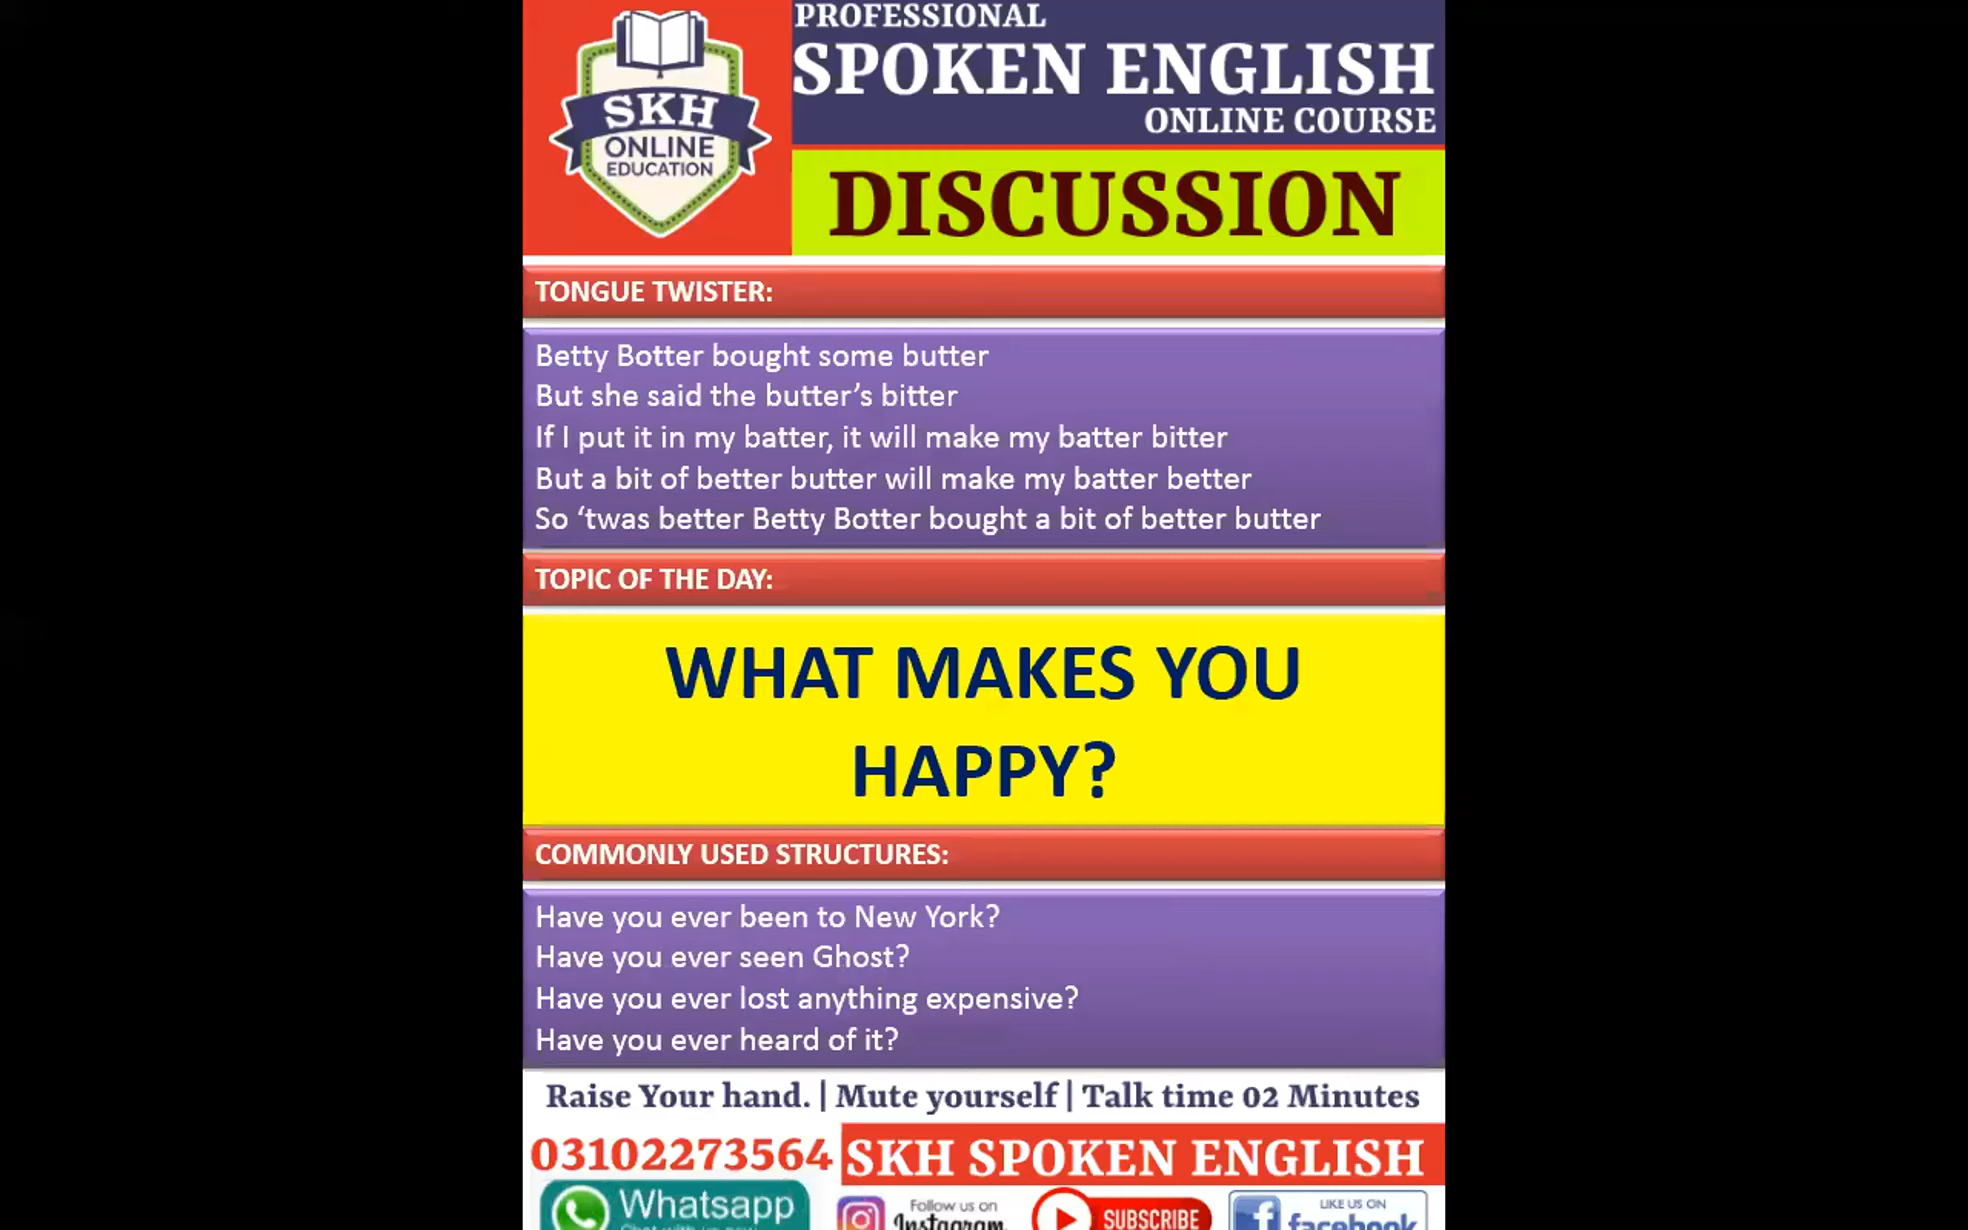 PROFESSIONAL
SPOKEN ENGLISH
ONLINE COURSE
SKH
ONLINE
EDUCATION
DISCUSSION
TONGUE TWISTER:
Betty Botter bought some butter
But she said the butter’s bitter
If I put it in my batter, it will make my batter bitter
But a bit of better butter will make my batter better
So ‘twas better Betty Botter bought a bit of better butter
TOPIC OF THE DAY:
WHAT MAKES YOU
HAPPY?
COMMONLY USED STRUCTURES:
Have you ever been to New York?
Have you ever seen Ghost?
Have you ever lost anything expensive?
Have you ever heard of it?
Raise Your hand. | Mute yourself | Talk time 02 Minutes
03102273564 SKH SPOKEN ENGLISH
Whatsapp
Follow us on
Instagram
SUBSCRIBE
LIKE US ON
facebook